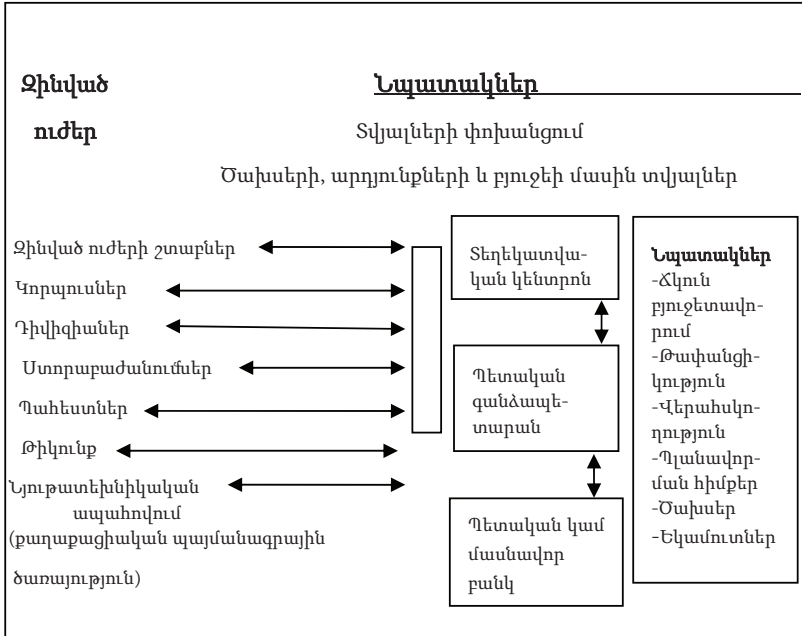 Զինված
ուժեր
Նպատակներ
Տվյալների փոխանցում
Ծախսերի, արդյունքների և բյուջեի մասին տվյալներ
Զինված ուժերի շտաբներ
Կորպուսներ
Դիվիզիաներ
Ստորաբաժանումներ
Պահեստներ
Թիկունք
Նյութատեխնիկական
ապահովում
(քաղաքացիական պայմանագրային
ծառայություն)
Տեղեկատվա-
կան կենտրոն
Պետական
գանձապե-
տարան
Պետական կամ
մասնավոր
բանկ
Նպատակներ
-Ճկուն
բյուջետավո-
րում
-Թափանցի-
կություն
-Վերահսկո-
ղություն
-Պլանավոր-
ման հիմքեր
-Ծախսեր
-Եկամուտներ